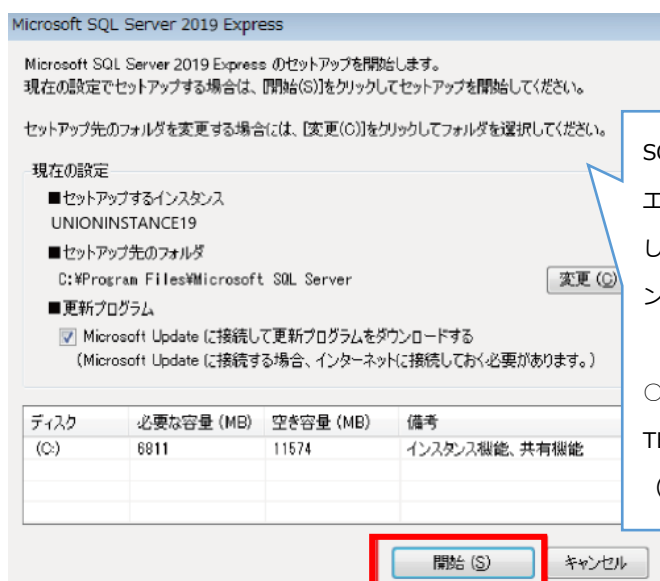 Microsoft SQL Server 2019 Express
Microsoft SQL Server 2019 Express のセットアップを開始します。
現在の設定でセットアップする場合は、[開始(S)]をクリックしてセットアップを開始してください。
セットアップ先のフォルダを変更する場合には、[変更(C)]をクリックしてフォルダを選択してください。
現在の設定
■セットアップするインスタンス
UNIONINSTANCE19
■セットアップ先のフォルダ
C:¥Program Files¥Microsoft SQL Server
変更(C)
■更新プログラム
Microsoft Update に接続して更新プログラムをダウンロードする
(Microsoft Update に接続する場合、インターネットに接続しておく必要があります。)
ディスク 必要な容量 (MB) 空き容量 (MB) 備考
(C:) 6811 11574 インスタンス機能、共有機能
開始(S) キャンセル
エ
し
ン
○
（